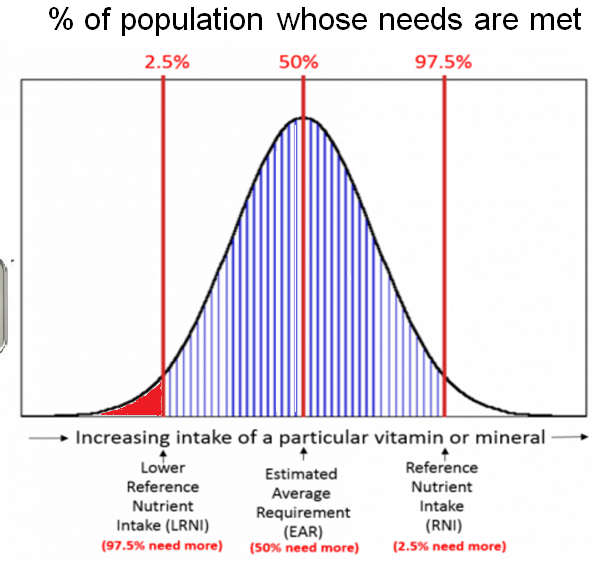 % of population whose needs are met
2.5% 50% 97.5%
Increasing intake of a particular vitamin or mineral
Lower
Reference
Nutrient
Intake (LRNI)
(97.5% need more)
Estimated
Average
Requirement
(EAR)
(50% need more)
Reference
Nutrient
Intake
(RNI)
(2.5% need more)